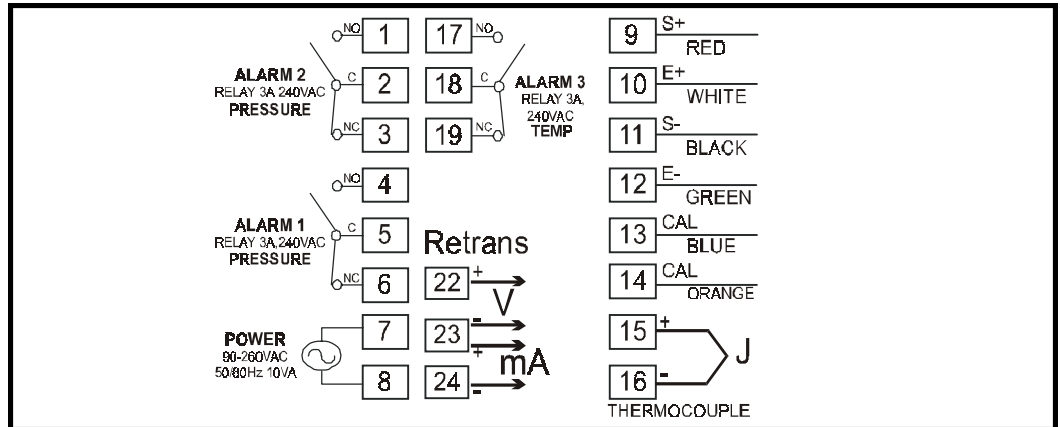 NO 1
ALARM 2
RELAY 3A 240VAC
PRESSURE
C 2
NC 3
17 NO
18 C
19 NC
ALARM 3
RELAY 3A,
240VAC
TEMP
NO 4
ALARM 1
RELAY 3A,240VAC
PRESSURE
C 5
NC 6
POWER
90-260VAC
50/60Hz 10VA
7
8
Retrans
22 +
V
23 -
+
mA
24 -
9 S+
RED
10 E+
WHITE
11 S-
BLACK
12 E-
GREEN
13 CAL
BLUE
14 CAL
ORANGE
15 +
J
16 -
THERMOCOUPLE